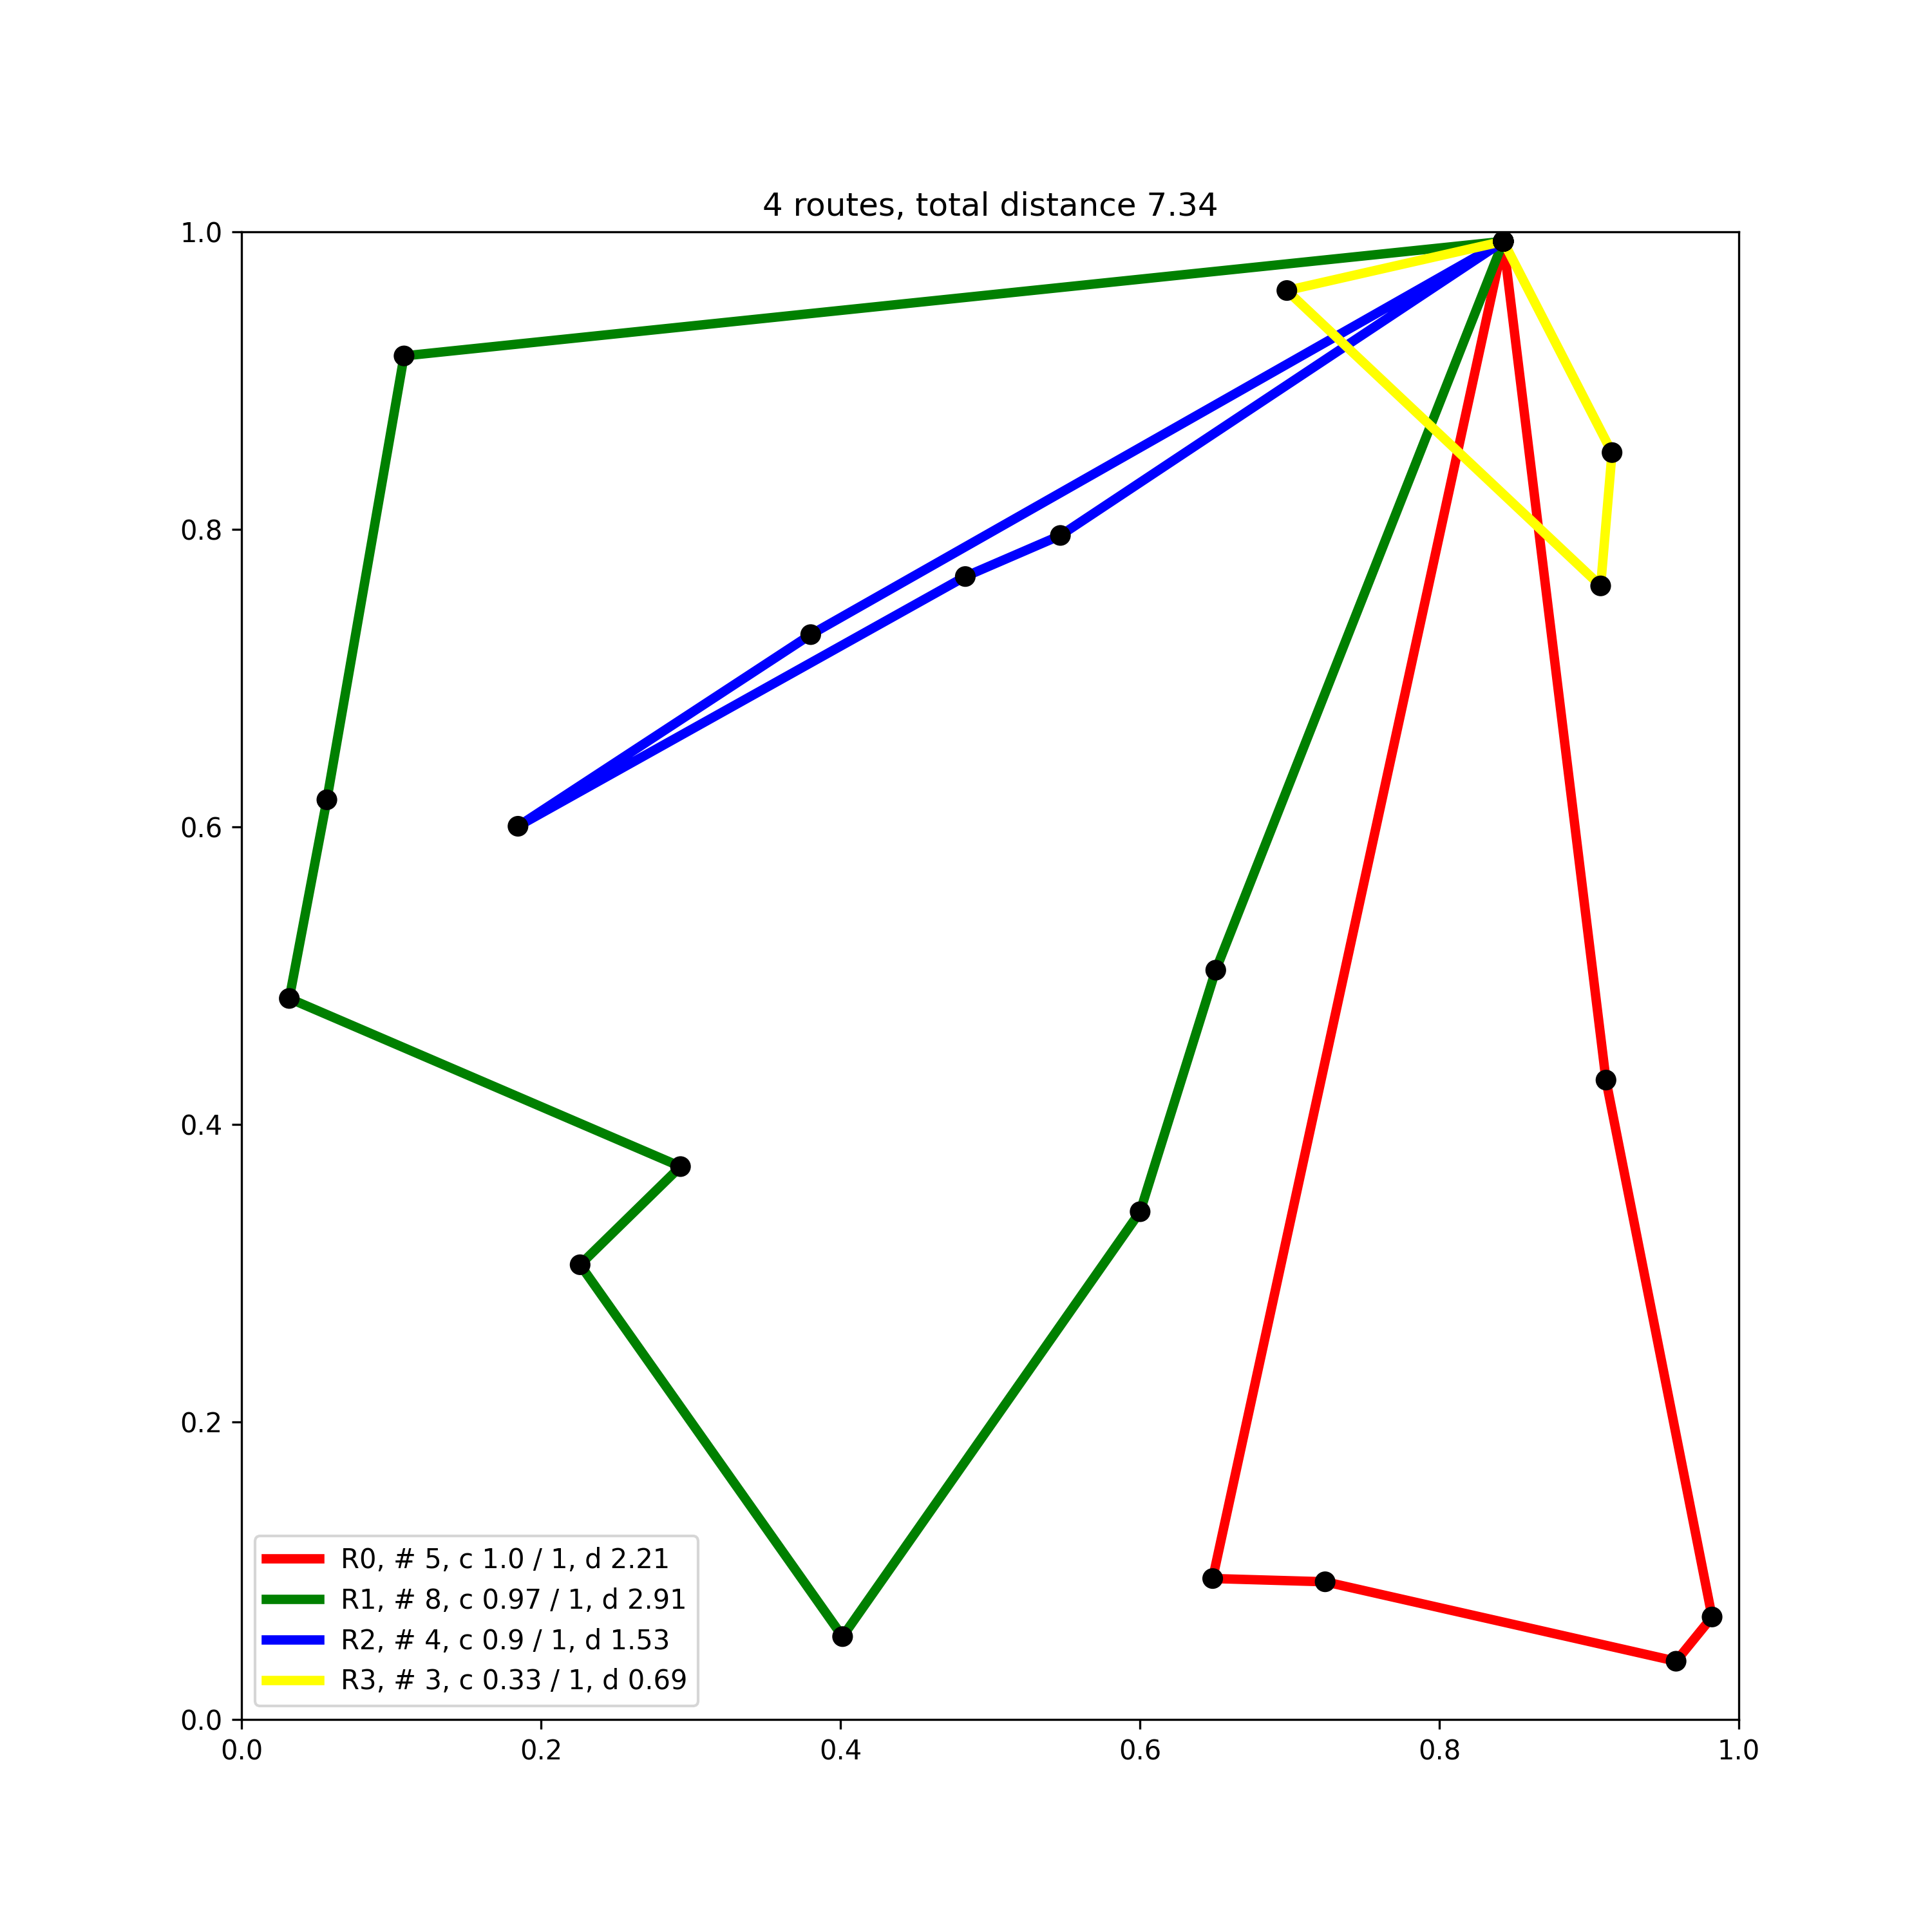 4 routes, total distance 7.34
1.0
0.8
0.6
0.4
0.2
0.0
R0, # 5, c 1.0 / 1, d 2.21
R1, # 8, c 0.97 / 1, d 2.91
R2, # 4, c 0.9 / 1, d 1.53
R3, # 3, c 0.33 / 1, d 0.69
0.0 0.2 0.4 0.6 0.8 1.0